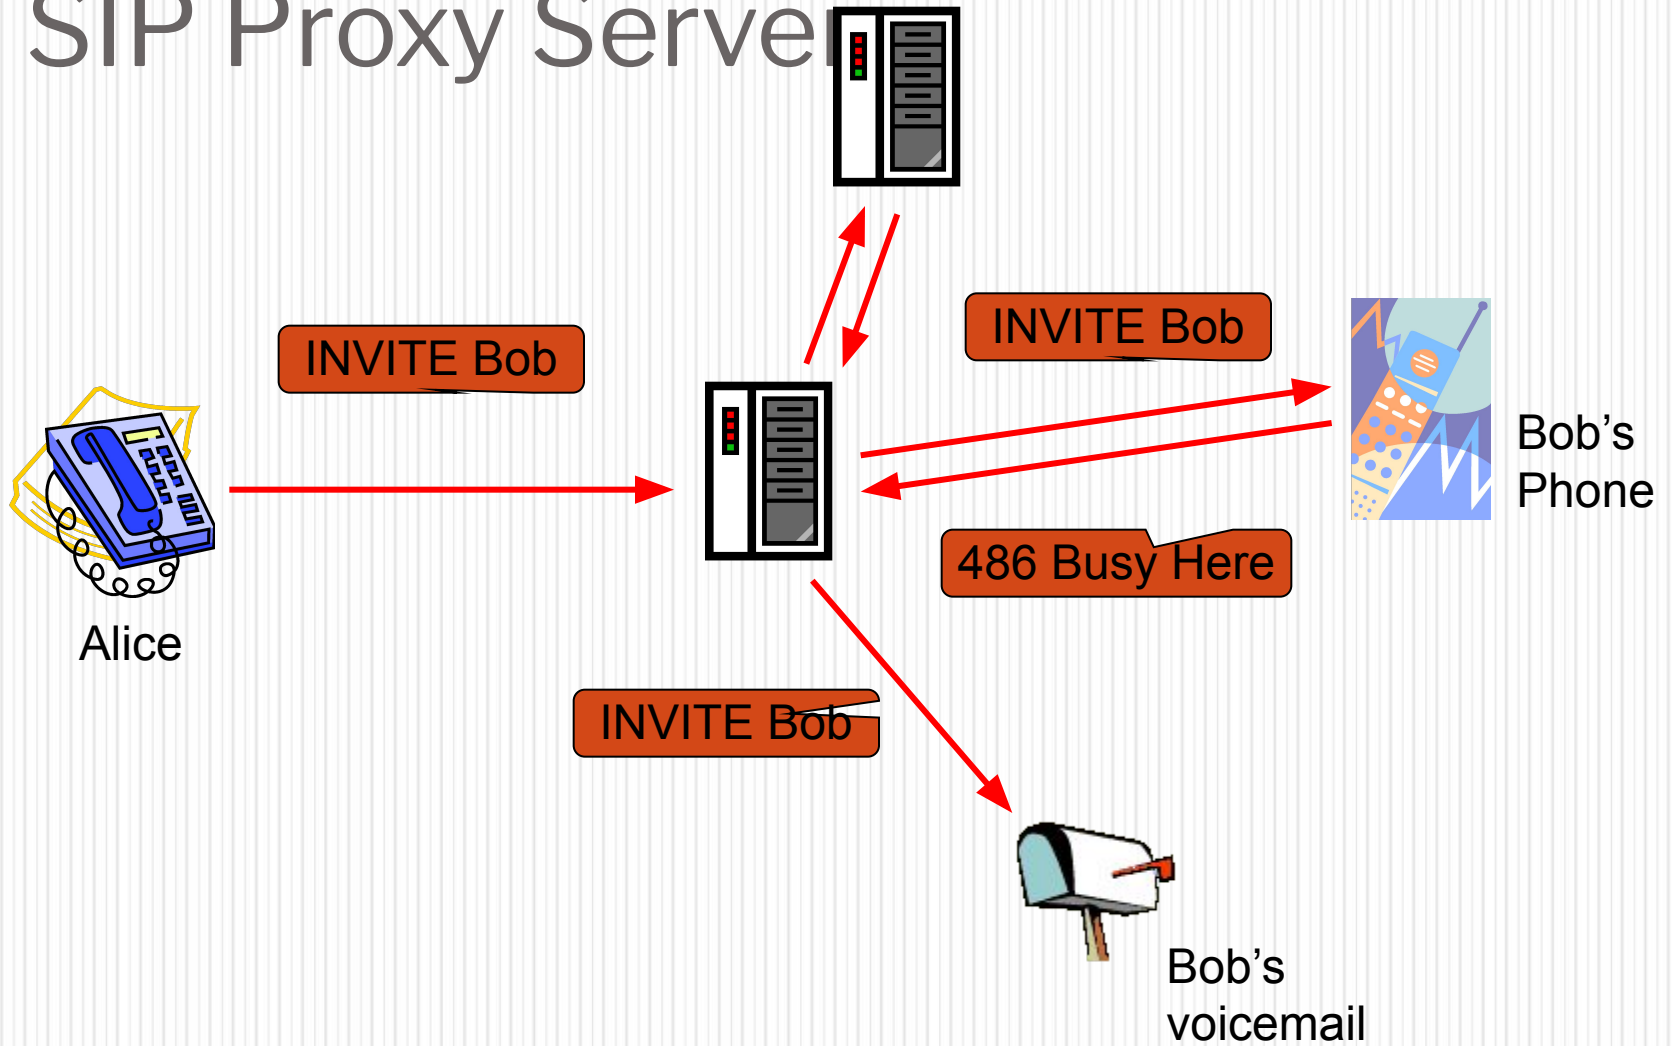 SIP Proxy Server
INVITE Bob
INVITE Bob
Bob's
Phone
486 Busy Here
Alice
INVITE Bob
Bob's
voicemail